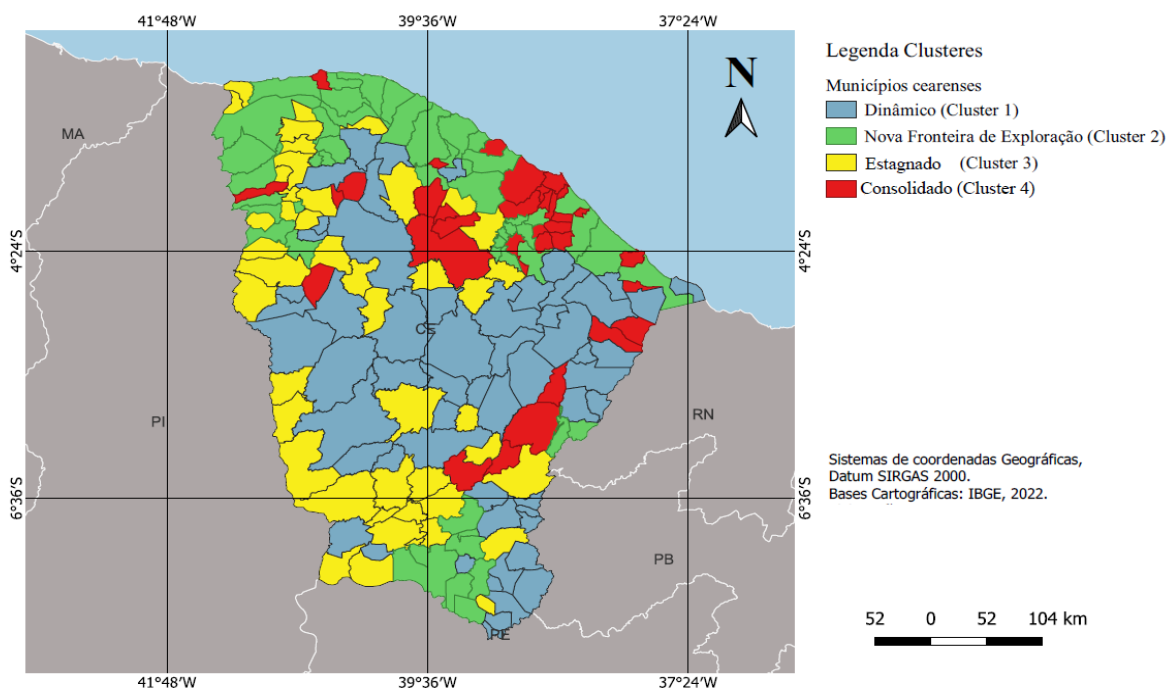 41°48'W 39°36'W 37°24'W
Legenda Clusteres
N
Municípios cearenses
Dinâmico (Cluster 1)
Nova Fronteira de Exploração (Cluster 2)
Estagnado (Cluster 3)
Consolidado (Cluster 4)
MA
4°24'S 4°24'S
CE
PI
RN
Sistemas de coordenadas Geográficas,
Datum SIRGAS 2000.
Bases Cartográficas: IBGE, 2022.
6°36'S 6°36'S
PB
PE
52 0 52 104 km
41°48'W 39°36'W 37°24'W